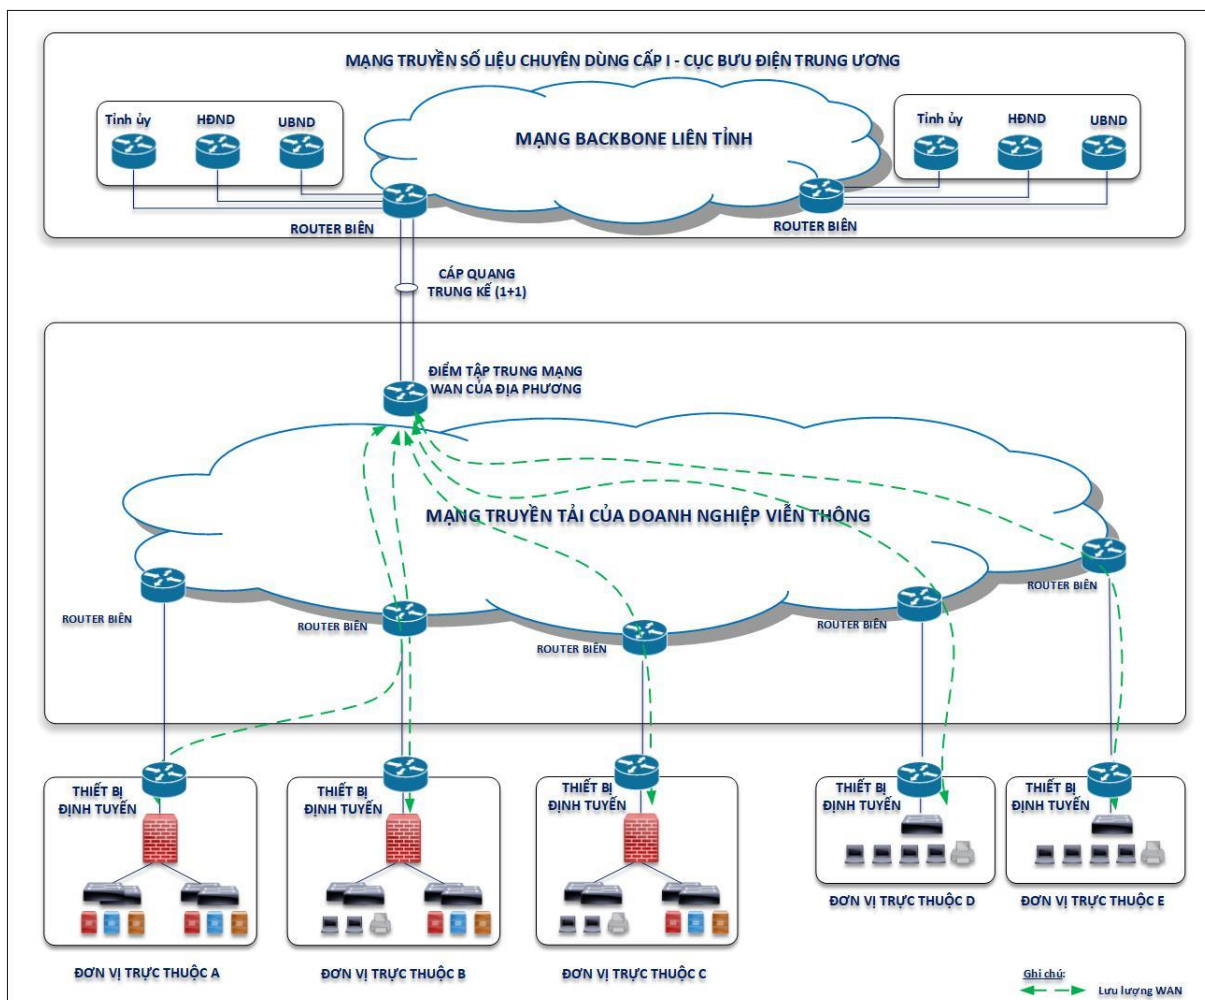 MẠNG TRUYỀN SỐ LIỆU CHUYÊN DÙNG CẤP I - CỤC BƯU ĐIỆN TRUNG ƯƠNG
Tỉnh ủy
HĐND
UBND
MẠNG BACKBONE LIÊN TỈNH
Tỉnh ủy
HĐND
UBND
ROUTER BIÊN
ROUTER BIÊN
CÁP QUANG
TRUNG KẾ (1+1)
ĐIỂM TẬP TRUNG MẠNG
WAN CỦA ĐỊA PHƯƠNG
MẠNG TRUYỀN TẢI CỦA DOANH NGHIỆP VIỄN THÔNG
ROUTER BIÊN
ROUTER BIÊN
ROUTER BIÊN
ROUTER BIÊN
ROUTER BIÊN
THIẾT BỊ
ĐỊNH TUYẾN
THIẾT BỊ
ĐỊNH TUYẾN
THIẾT BỊ
ĐỊNH TUYẾN
THIẾT BỊ
ĐỊNH TUYẾN
THIẾT BỊ
ĐỊNH TUYẾN
ĐƠN VỊ TRỰC THUỘC A
ĐƠN VỊ TRỰC THUỘC B
ĐƠN VỊ TRỰC THUỘC C
ĐƠN VỊ TRỰC THUỘC D
ĐƠN VỊ TRỰC THUỘC E
Ghi chú:
Lưu lượng WAN